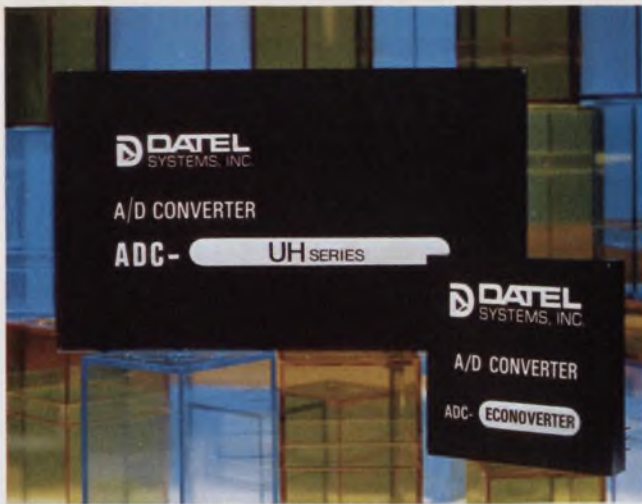 DATEL
SYSTEMS, INC.
A/D CONVERTER
ADC- UH SERIES
DATEL
SYSTEMS, INC.
A/D CONVERTER
ADC- ECONOVERTER